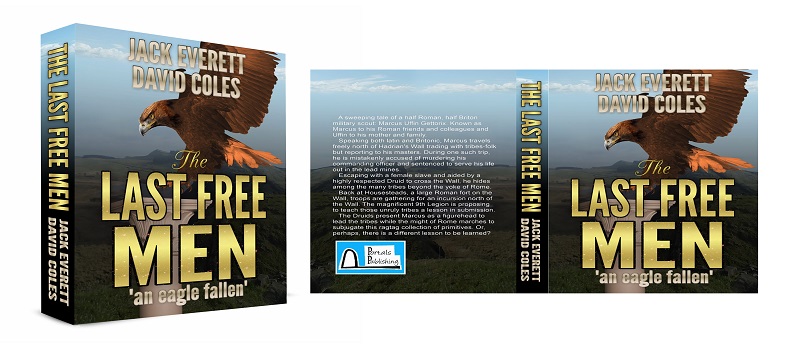 THE LAST FREE MEN
JACK EVERETT
DAVID COLES
JACK EVERETT
DAVID COLES
The
LAST FREE
MEN
'an eagle fallen'
A sweeping tale of a half Roman, half Briton
military scout: Marcus Uffin Gettone. Known as
Marcus to his Roman friends and colleagues and
Uffin to his mother and family.
Speaking both latin and Britonic, Marcus travels
freely north of Hadrian's Wall trading with tribes-folk
but reporting to his masters. During one such trip,
he is mistakenly accused of murdering his
commanding officer and sentenced to serve his life
out in the lead mines.
Escaping with a female slave and aided by a
highly respected Druid to cross the Wall, he hides
among the many tribes beyond the yoke of Rome.
Back at Housesteads, a large Roman fort on the
Wall, troops are gathering for an incursion north of
the Wall. The magnificent 9th Legion is proposing
to teach those unruly tribes a lesson in submission.
The Druids present Marcus as a figurehead to
lead the tribes while the might of Rome marches to
subjugate this ragtag collection of primitives. Or,
perhaps, there is a different lesson to be learned?
Portals
Publishing
THE LAST FREE MEN
JACK EVERETT
DAVID COLES
JACK EVERETT
DAVID COLES
The
LAST FREE
MEN
'an eagle fallen'